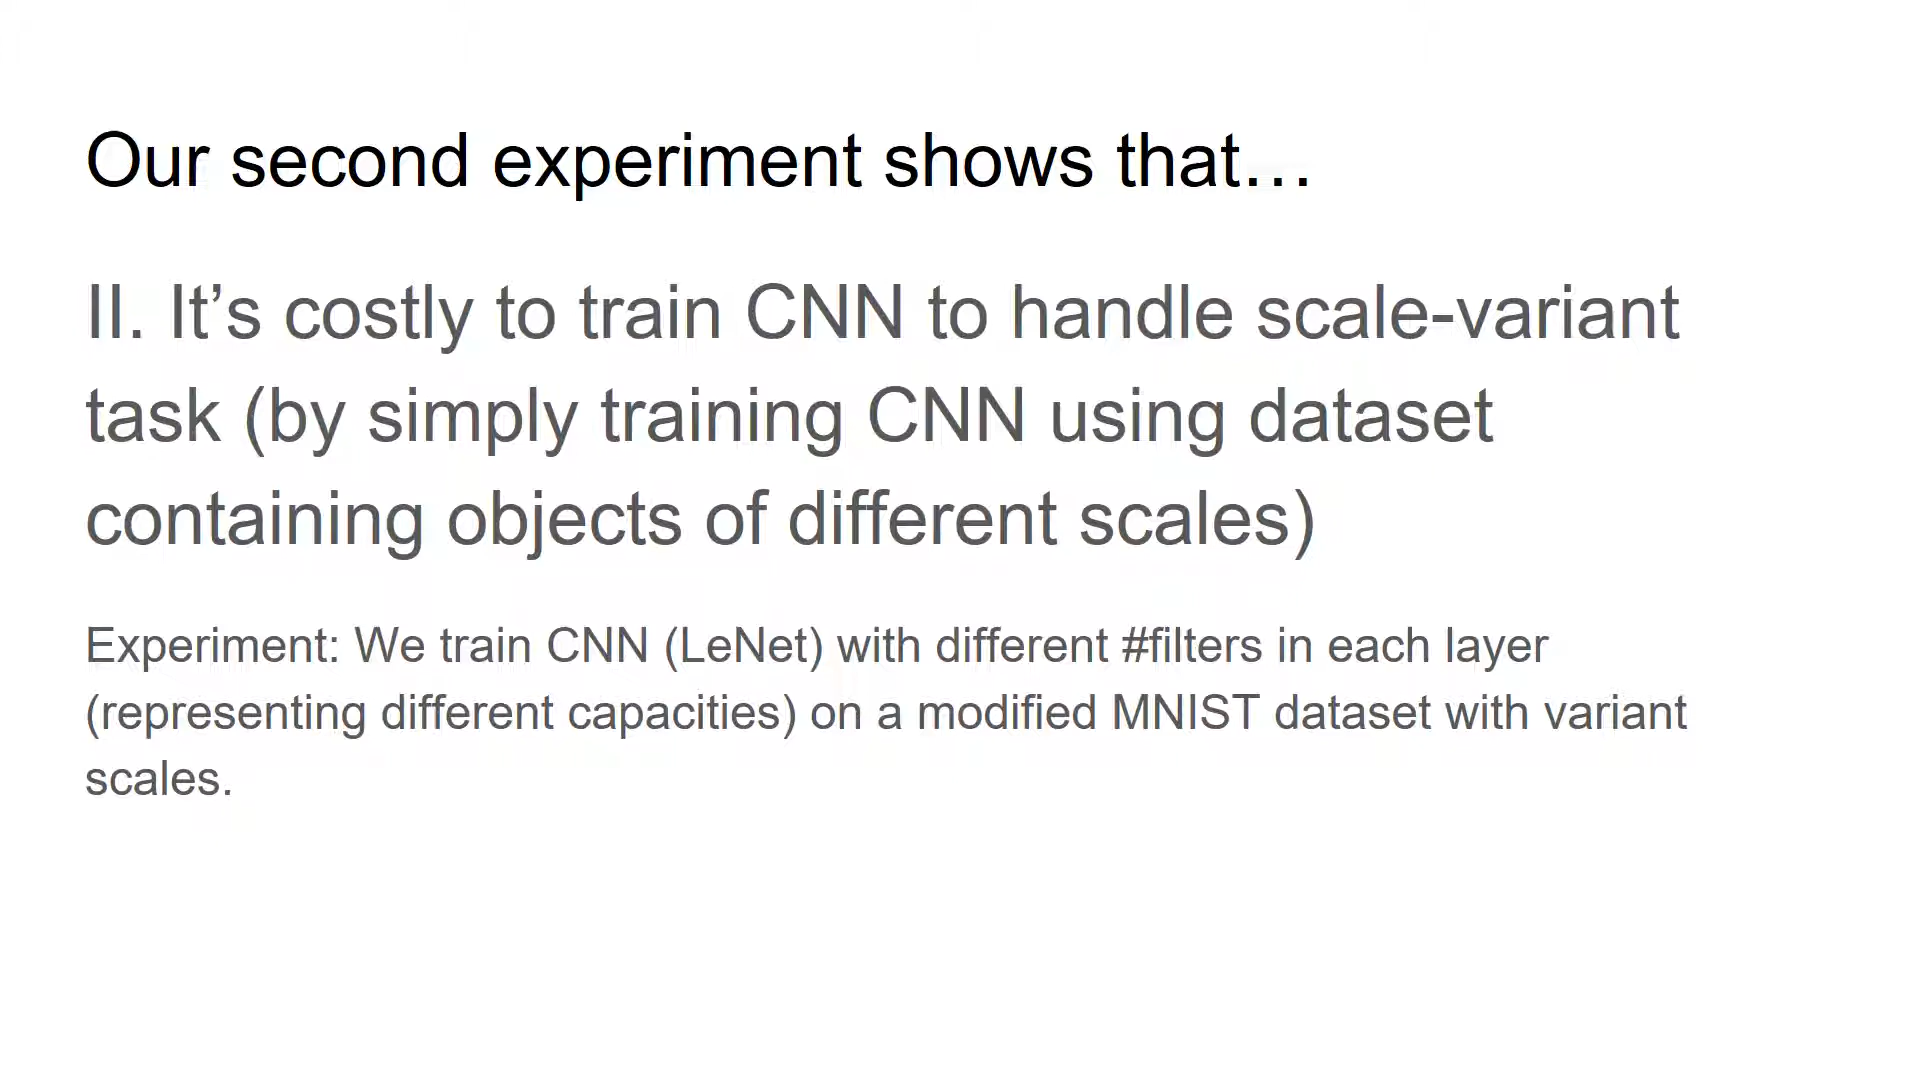 Our second experiment shows that…
II. It’s costly to train CNN to handle scale-variant
task (by simply training CNN using dataset
containing objects of different scales)
Experiment: We train CNN (LeNet) with different #filters in each layer
(representing different capacities) on a modified MNIST dataset with variant
scales.